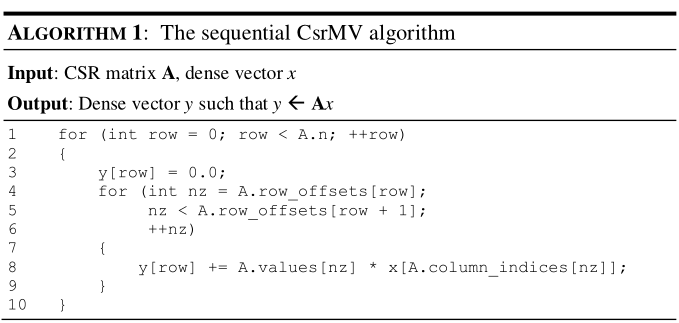 ALGORITHM 1: The sequential CsrMV algorithm
Input: CSR matrix A, dense vector x
Output: Dense vector y such that y ← Ax
1 for (int row = 0; row < A.n; ++row)
2 {
3 y[row] = 0.0;
4 for (int nz = A.row_offsets[row];
5 nz < A.row_offsets[row + 1];
6 ++nz)
7 {
8 y[row] += A.values[nz] * x[A.column_indices[nz]];
9 }
10 }